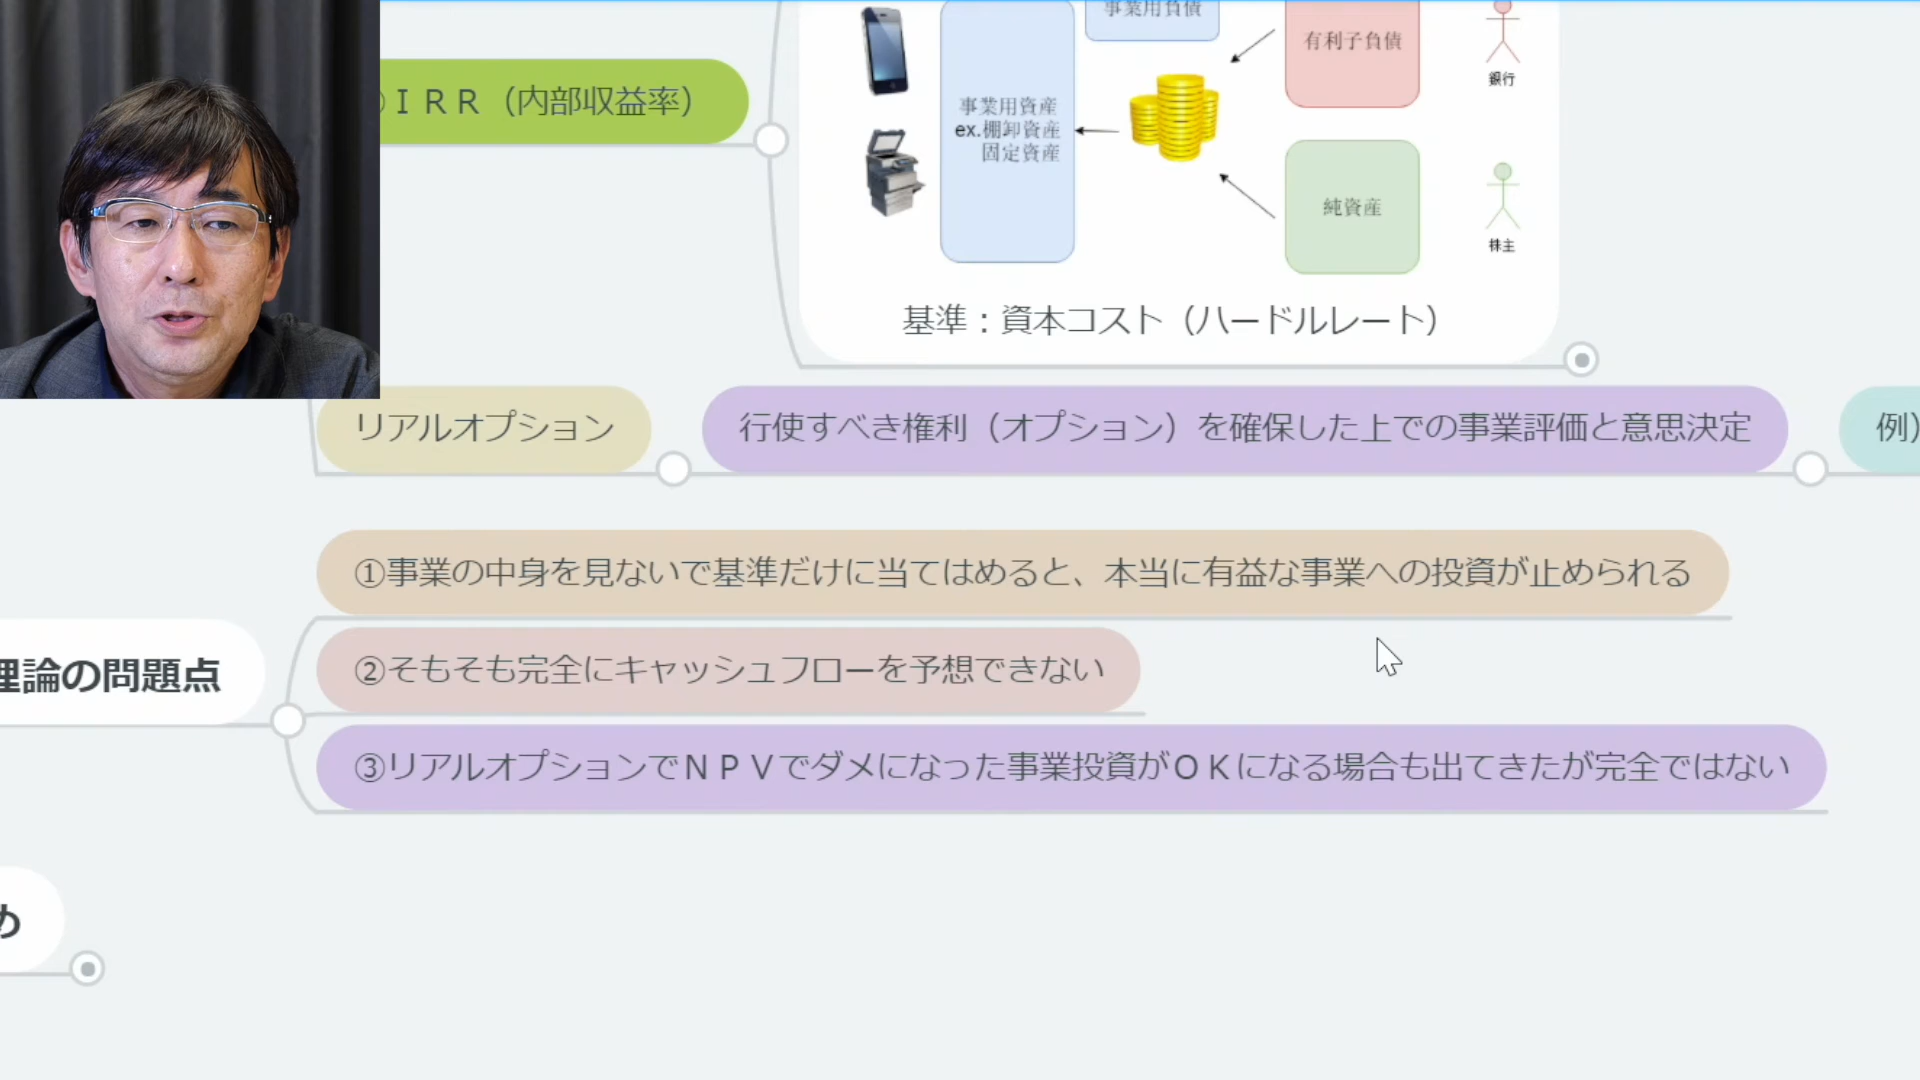 事業用負債
有利子負債
銀行
ＩＲＲ（内部収益率）
事業用資産
ex.棚卸資産
固定資産
純資産
株主
基準：資本コスト（ハードルレート）
リアルオプション
行使すべき権利（オプション）を確保した上での事業評価と意思決定
例）
①事業の中身を見ないで基準だけに当てはめると、本当に有益な事業への投資が止められる
理論の問題点
②そもそも完全にキャッシュフローを予想できない
③リアルオプションでＮＰＶでダメになった事業投資がＯＫになる場合も出てきたが完全ではない
め